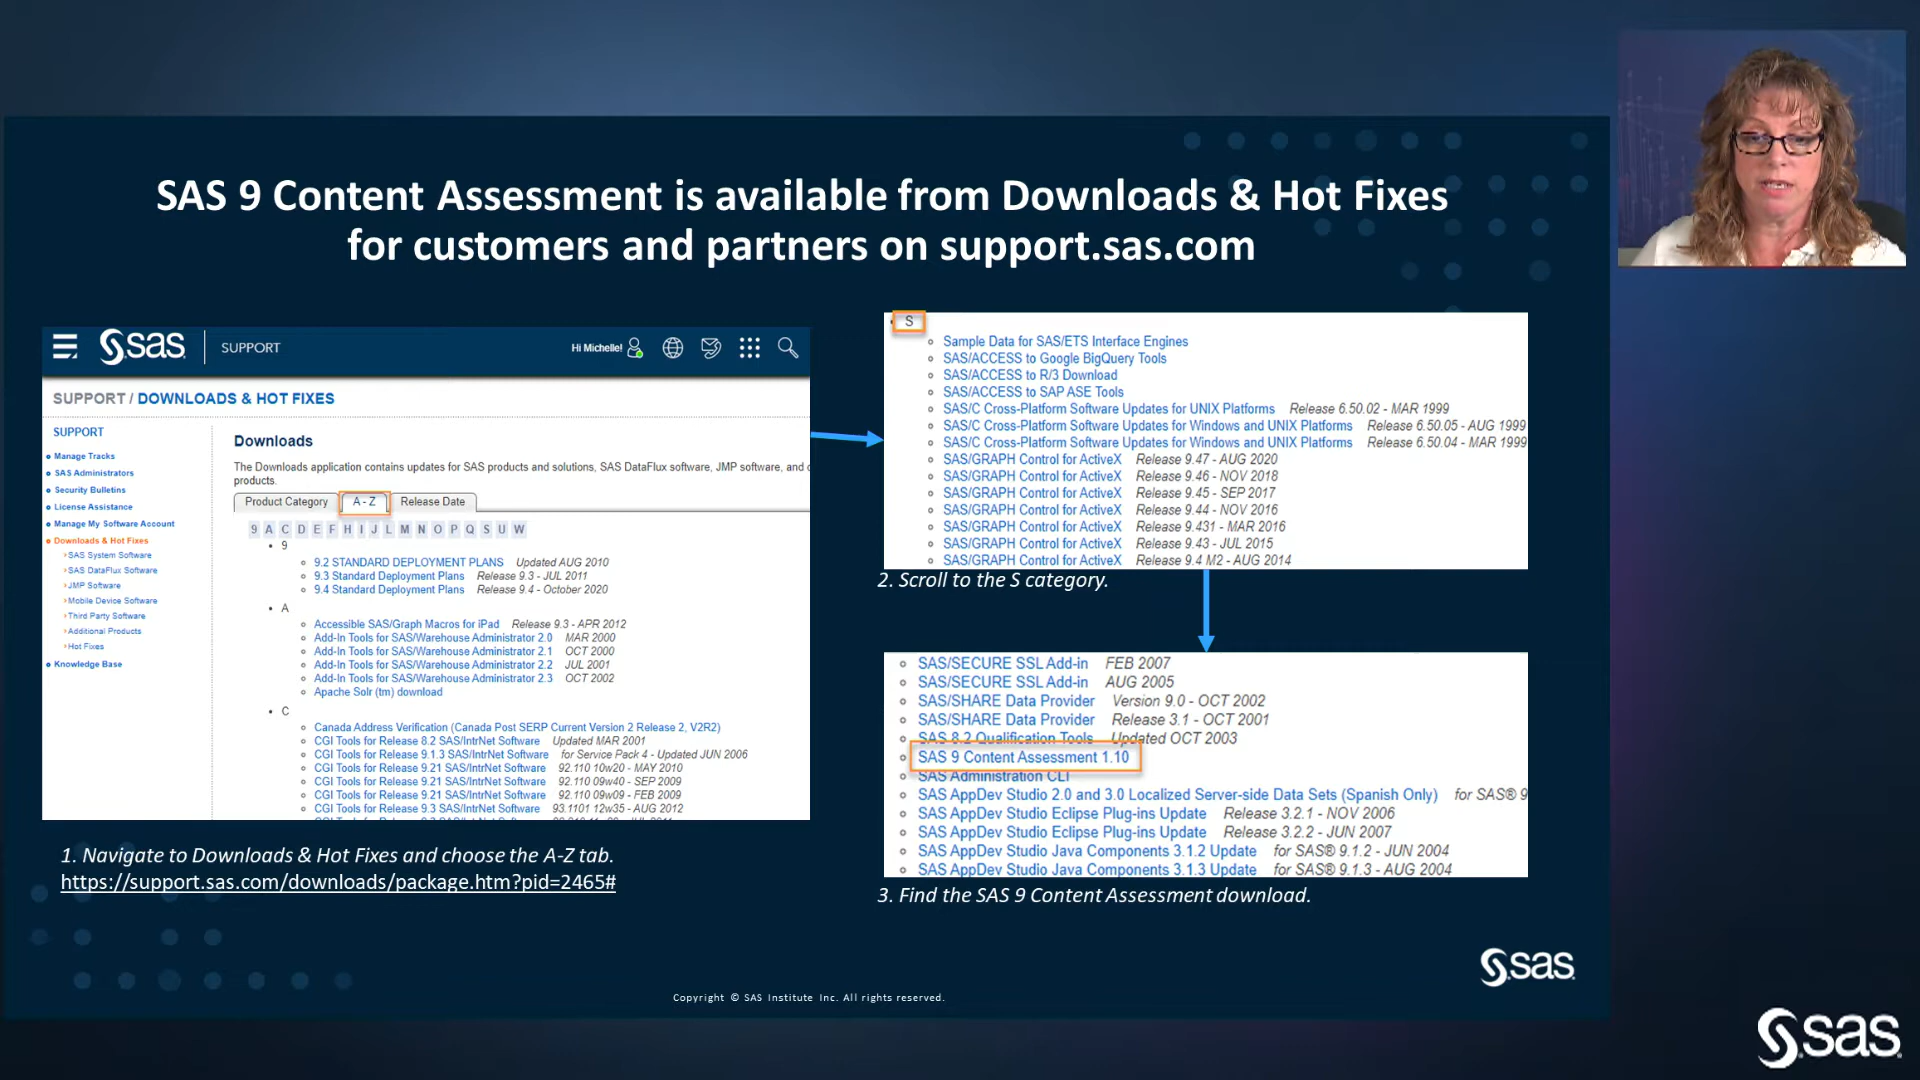 SAS 9 Content Assessment is available from Downloads & Hot Fixes
for customers and partners on support.sas.com
sas
SUPPORT
Hi Michelle!
SUPPORT / DOWNLOADS & HOT FIXES
SUPPORT
Manage Tracks
SAS Administrators
Security Bulletins
License Assistance
Manage My Software Account
Downloads & Hot Fixes
SAS System Software
SAS DataFlux Software
JMP Software
Mobile Device Software
Third Party Software
Additional Products
Hot Fixes
Knowledge Base
Downloads
The Downloads application contains updates for SAS products and solutions, SAS DataFlux software, JMP software, and
products.
Product Category A - Z Release Date
9 A C D E F H I J L M N O P Q S U W
9
9.2 STANDARD DEPLOYMENT PLANS Updated AUG 2010
9.3 Standard Deployment Plans Release 9.3 - JUL 2011
9.4 Standard Deployment Plans Release 9.4 - October 2020
A
Accessible SAS/Graph Macros for iPad Release 9.3 - APR 2012
Add-In Tools for SAS/Warehouse Administrator 2.0 MAR 2000
Add-In Tools for SAS/Warehouse Administrator 2.1 OCT 2000
Add-In Tools for SAS/Warehouse Administrator 2.2 JUL 2001
Add-In Tools for SAS/Warehouse Administrator 2.3 OCT 2002
Apache Solr (tm) download
C
Canada Address Verification (Canada Post SERP Current Version 2 Release 2, V2R2)
CGI Tools for Release 8.2 SAS/IntrNet Software Updated MAR 2001
CGI Tools for Release 9.1.3 SAS/IntrNet Software for Service Pack 4 - Updated JUN 2006
CGI Tools for Release 9.21 SAS/IntrNet Software 92.110 10w20 - MAY 2010
CGI Tools for Release 9.21 SAS/IntrNet Software 92.110 09w40 - SEP 2009
CGI Tools for Release 9.21 SAS/IntrNet Software 92.110 09w09 - FEB 2009
CGI Tools for Release 9.3 SAS/IntrNet Software 93.1101 12w35 - AUG 2012
1. Navigate to Downloads & Hot Fixes and choose the A-Z tab.
https://support.sas.com/downloads/package.htm?pid=2465#
S
Sample Data for SAS/ETS Interface Engines
SAS/ACCESS to Google BigQuery Tools
SAS/ACCESS to R/3 Download
SAS/ACCESS to SAP ASE Tools
SAS/C Cross-Platform Software Updates for UNIX Platforms Release 6.50.02 - MAR 1999
SAS/C Cross-Platform Software Updates for Windows and UNIX Platforms Release 6.50.05 - AUG 1999
SAS/C Cross-Platform Software Updates for Windows and UNIX Platforms Release 6.50.04 - MAR 1999
SAS/GRAPH Control for ActiveX Release 9.47 - AUG 2020
SAS/GRAPH Control for ActiveX Release 9.46 - NOV 2018
SAS/GRAPH Control for ActiveX Release 9.45 - SEP 2017
SAS/GRAPH Control for ActiveX Release 9.44 - NOV 2016
SAS/GRAPH Control for ActiveX Release 9.431 - MAR 2016
SAS/GRAPH Control for ActiveX Release 9.43 - JUL 2015
SAS/GRAPH Control for ActiveX Release 9.4 M2 - AUG 2014
2. Scroll to the S category.
SAS/SECURE SSL Add-in FEB 2007
SAS/SECURE SSL Add-in AUG 2005
SAS/SHARE Data Provider Version 9.0 - OCT 2002
SAS/SHARE Data Provider Release 3.1 - OCT 2001
SAS 8.2 Qualification Tools Updated OCT 2003
SAS 9 Content Assessment 1.10
SAS Administration CLI
SAS AppDev Studio 2.0 and 3.0 Localized Server-side Data Sets (Spanish Only) for SAS® 9
SAS AppDev Studio Eclipse Plug-ins Update Release 3.2.1 - NOV 2006
SAS AppDev Studio Eclipse Plug-ins Update Release 3.2.2 - JUN 2007
SAS AppDev Studio Java Components 3.1.2 Update for SAS® 9.1.2 - JUN 2004
SAS AppDev Studio Java Components 3.1.3 Update for SAS® 9.1.3 - AUG 2004
3. Find the SAS 9 Content Assessment download.
sas
Copyright © SAS Institute Inc. All rights reserved.
sas